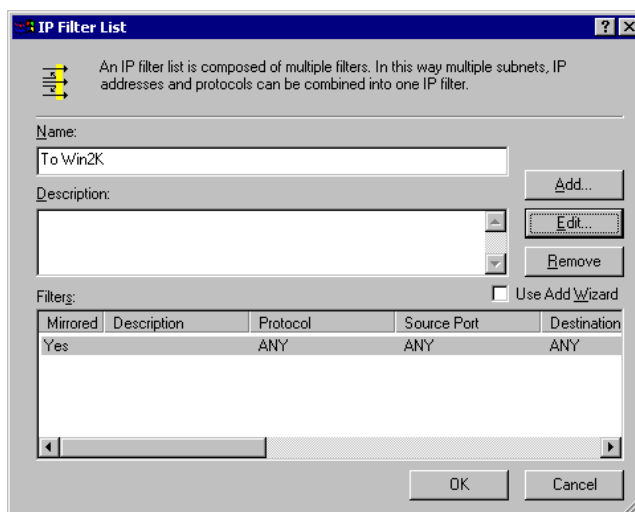 IP Filter List
An IP filter list is composed of multiple filters. In this way multiple subnets, IP
addresses and protocols can be combined into one IP filter.
Name:
To Win2K
Add...
Description:
Edit...
Remove
Filters:
Use Add Wizard
Mirrored Description Protocol Source Port Destination
Yes ANY ANY ANY
OK Cancel